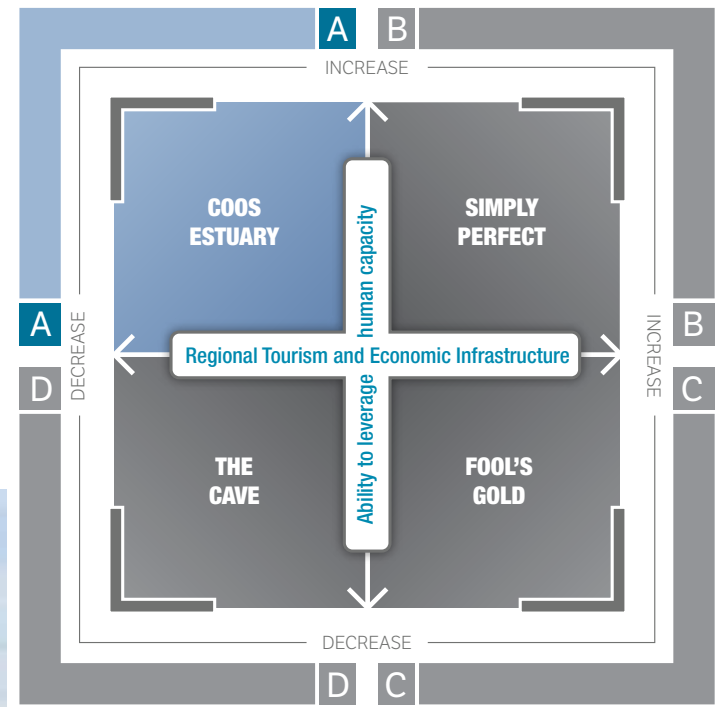 A B
INCREASE
COOS
ESTUARY
SIMPLY
PERFECT
Ability to leverage human capacity
A
DECREASE
Regional Tourism and Economic Infrastructure
INCREASE
B
D
C
THE
CAVE
FOOL'S
GOLD
DECREASE
D C